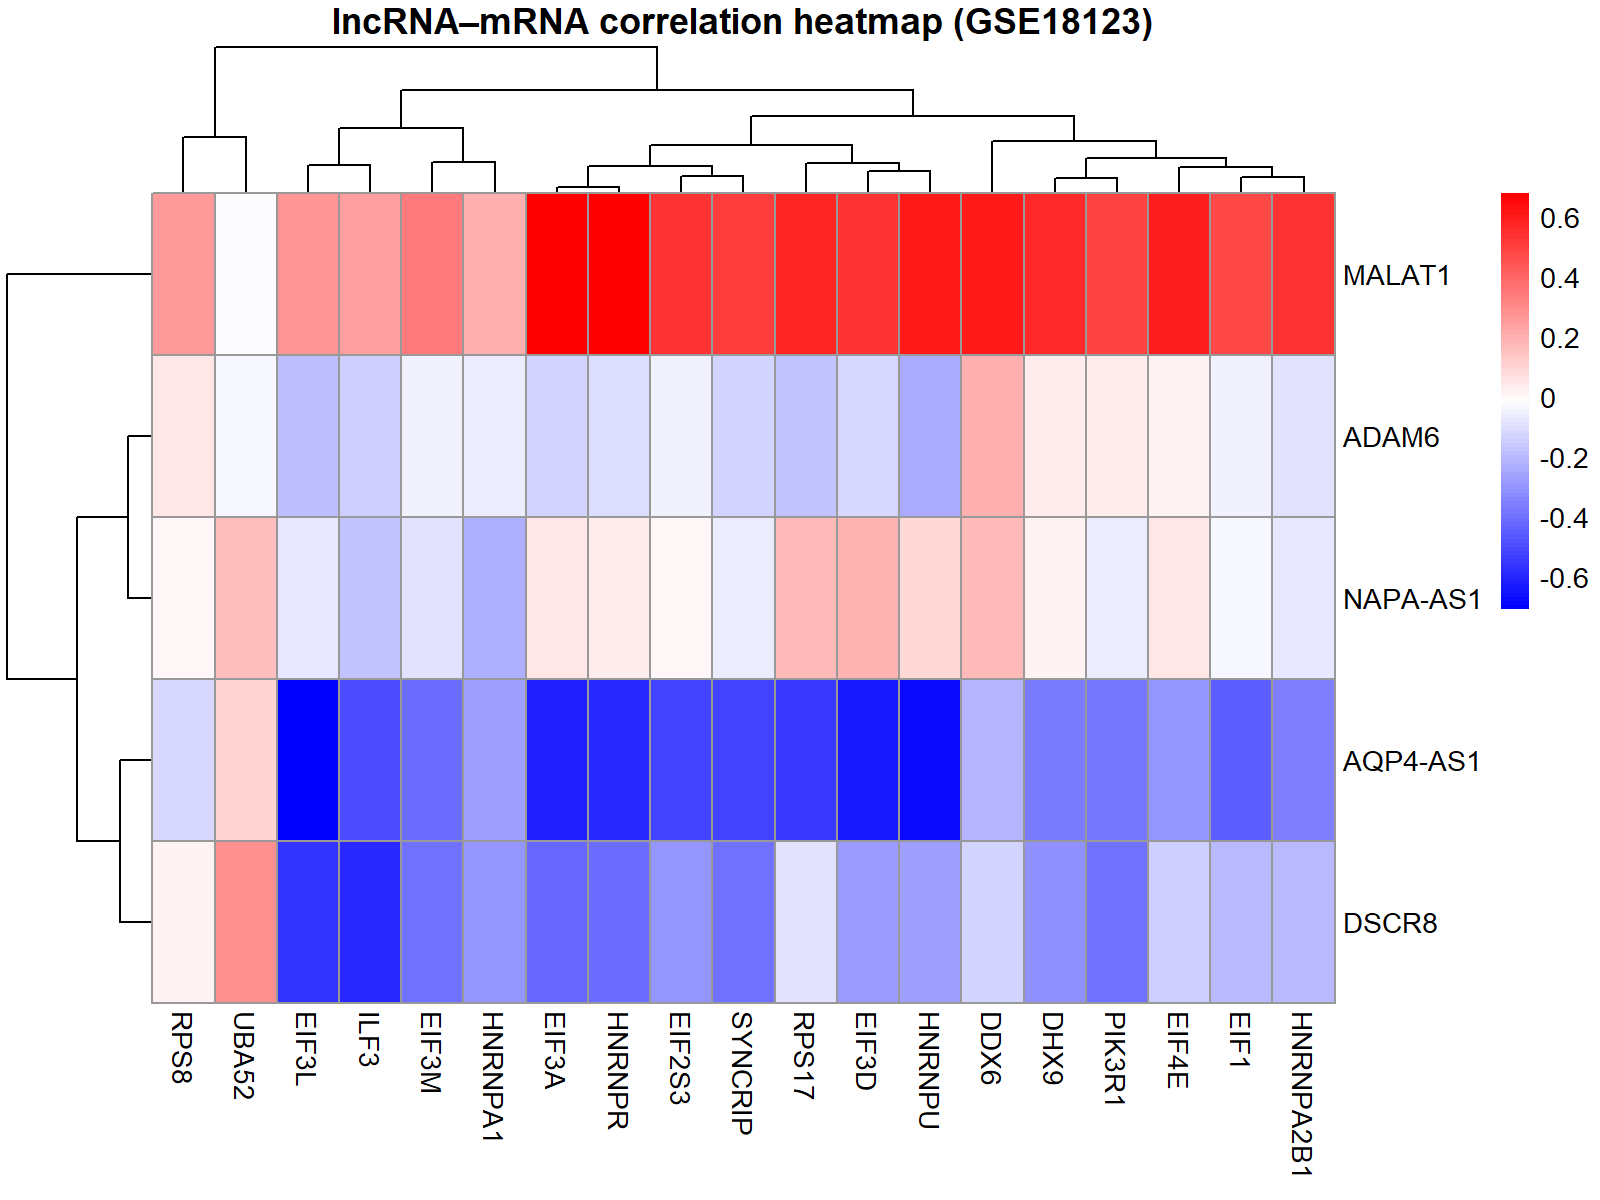 lncRNA–mRNA correlation heatmap (GSE18123)
0.6
0.4
0.2
0
-0.2
-0.4
-0.6
MALAT1
ADAM6
NAPA-AS1
AQP4-AS1
DSCR8
RPS8
UBA52
EIF3L
ILF3
EIF3M
HNRNPA1
EIF3A
HNRNPR
EIF2S3
SYNCRIP
RPS17
EIF3D
HNRNPU
DDX6
DHX9
PIK3R1
EIF4E
EIF1
HNRNPA2B1